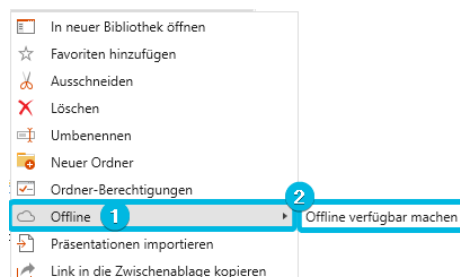 In neuer Bibliothek öffnen
Favoriten hinzufügen
Ausschneiden
Löschen
Umbenennen
Neuer Ordner
Ordner-Berechtigungen
2
Offline 1 Offline verfügbar machen
Präsentationen importieren
Link in die Zwischenablage kopieren